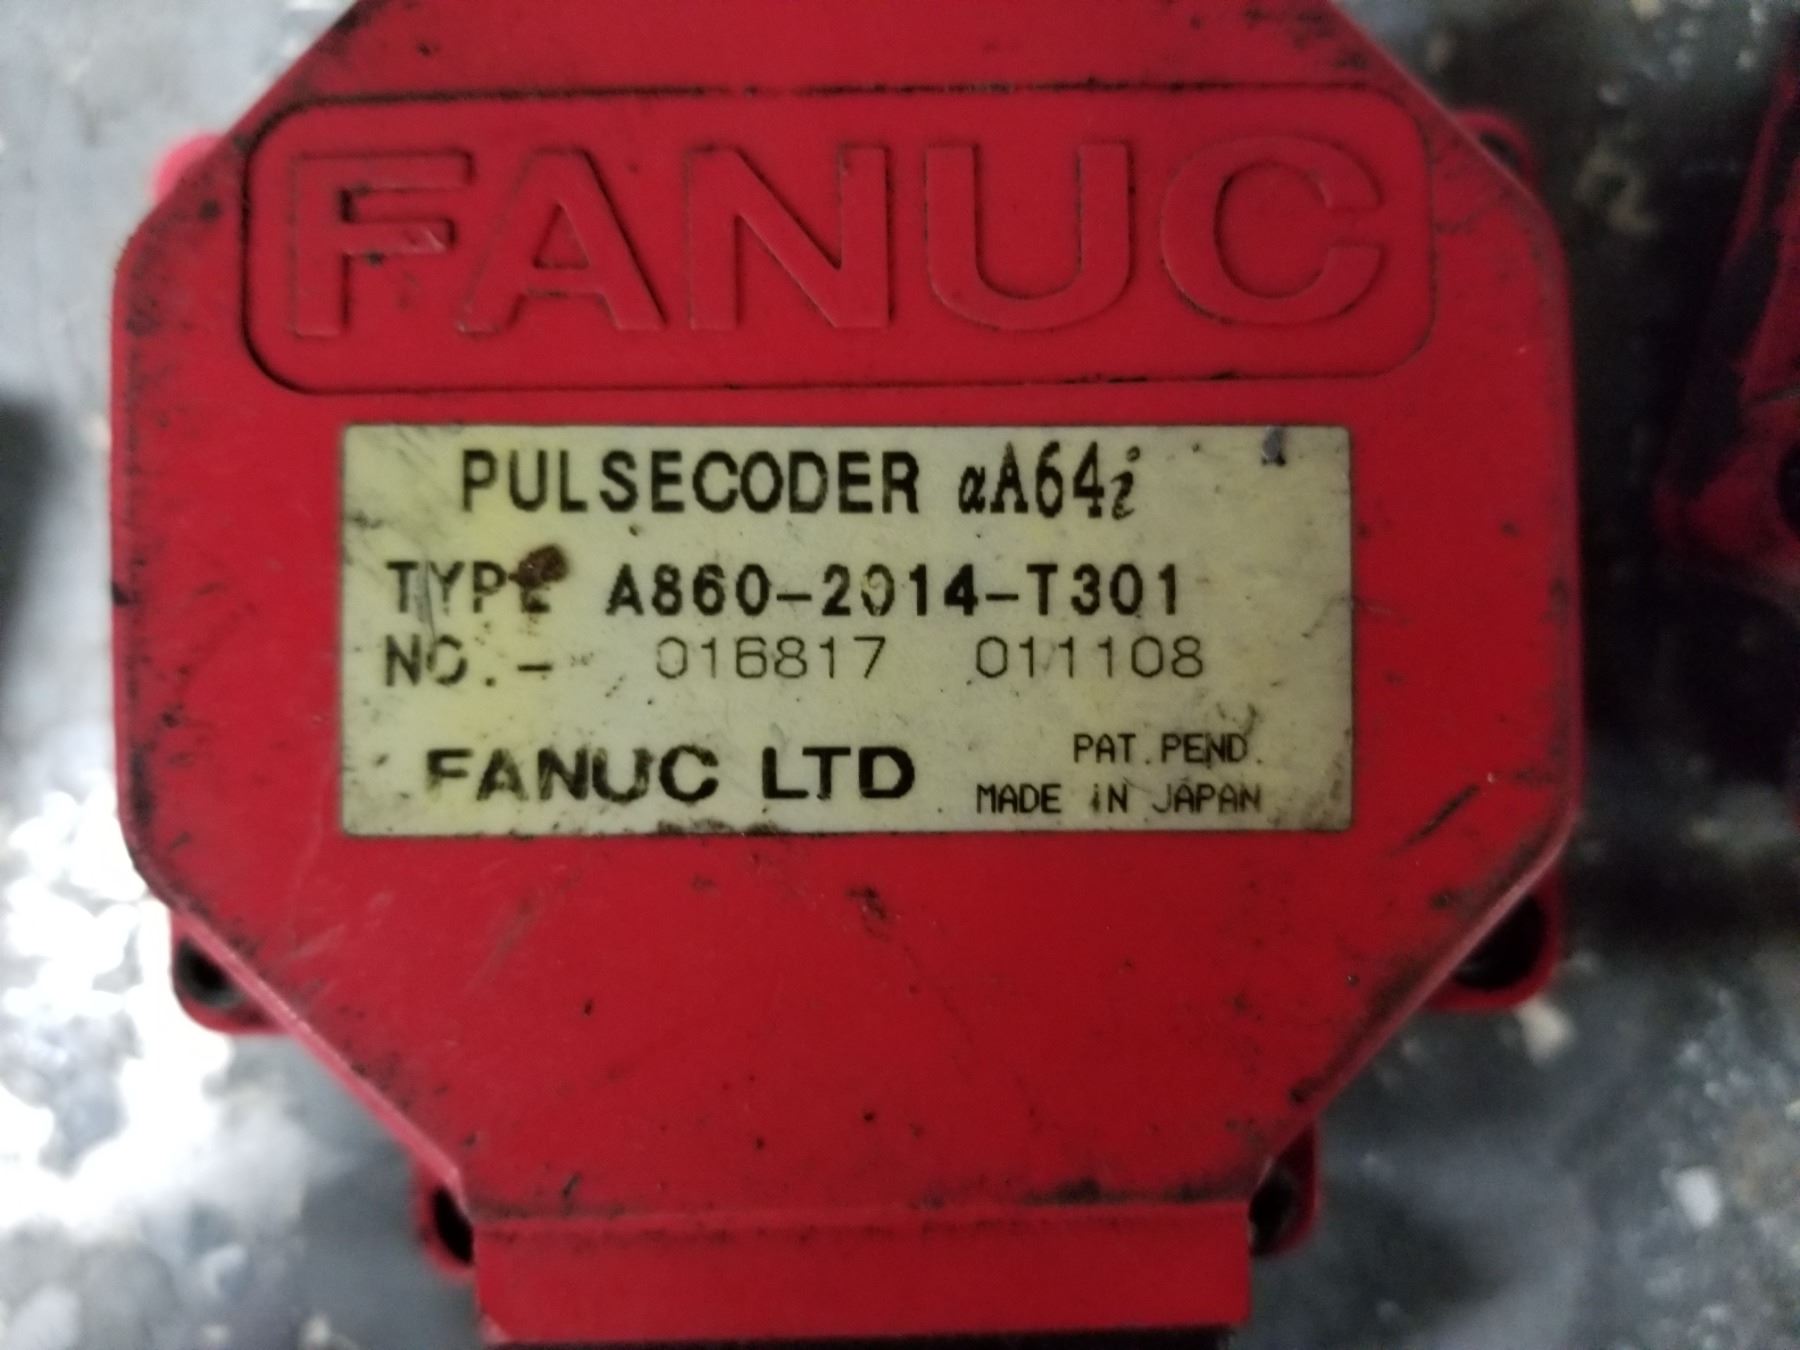 FANUC
PULSECODER αA64i
TYPE A860-2014-T301
NO. - 016817 011108
FANUC LTD
PAT. PEND.
MADE IN JAPAN